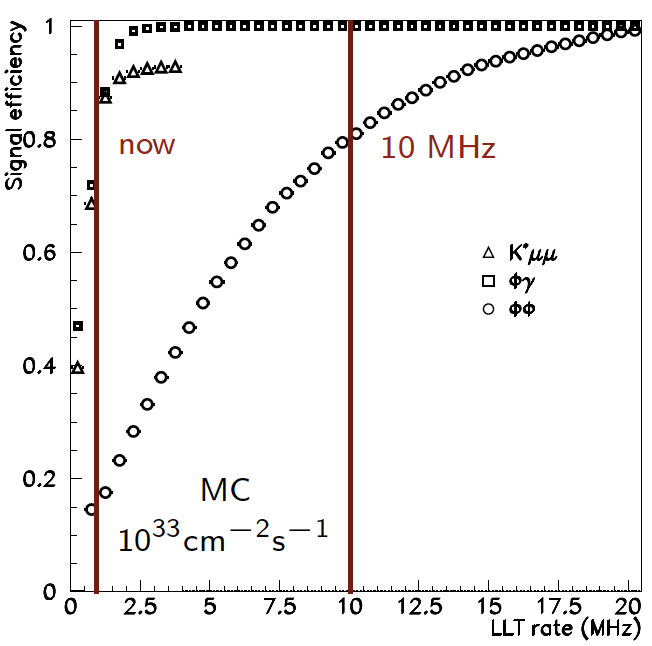 Signal efficiency
1
0.8
0.6
0.4
0.2
0
now
10 MHz
K*μμ
Φγ
ΦΦ
MC
10³³cm⁻²s⁻¹
0 2.5 5 7.5 10 12.5 15 17.5 20
LLT rate (MHz)